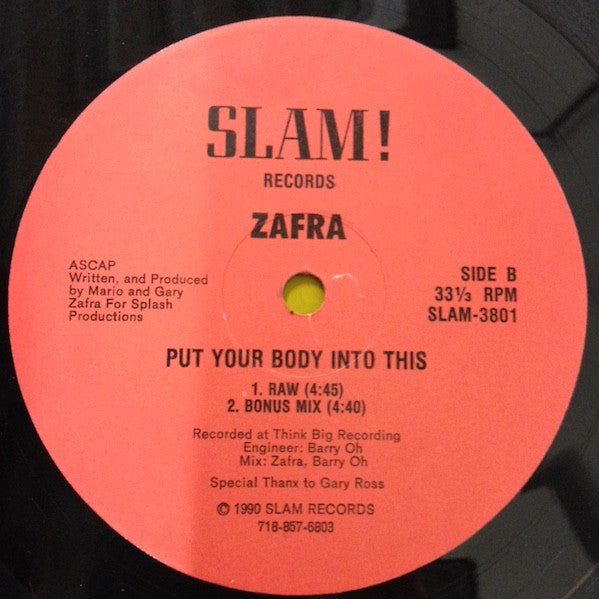 SLAM!
RECORDS
ZAFRA
ASCAP
Written, and Produced
by Mario and Gary
Zafra For Splash
Productions
SIDE B
33⅓ RPM
SLAM-3801
PUT YOUR BODY INTO THIS
1. RAW (4:45)
2. BONUS MIX (4:40)
Recorded at Think Big Recording
Engineer: Barry Oh
Mix: Zafra, Barry Oh
Special Thanx to Gary Ross
© 1990 SLAM RECORDS
718-857-6803